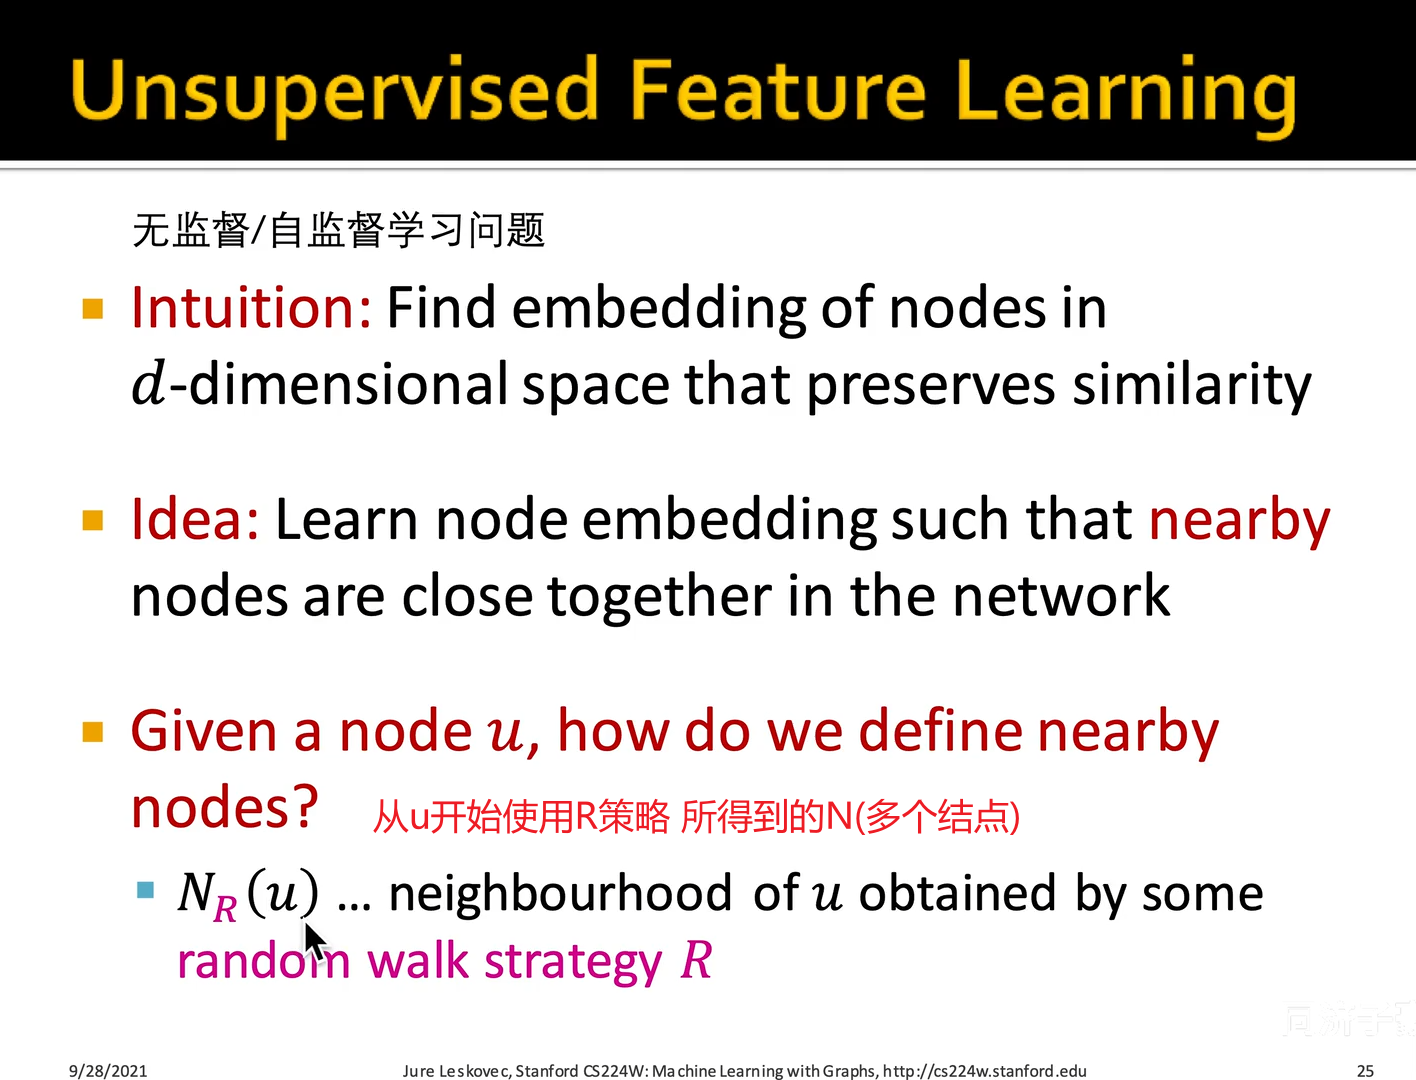 Unsupervised Feature Learning
无监督/自监督学习问题
Intuition: Find embedding of nodes in
d-dimensional space that preserves similarity
Idea: Learn node embedding such that nearby
nodes are close together in the network
Given a node u, how do we define nearby
nodes? 从u开始使用R策略 所得到的N(多个结点)
N_R(u) … neighbourhood of u obtained by some
random walk strategy R
9/28/2021 Jure Leskovec, Stanford CS224W: Machine Learning with Graphs, http://cs224w.stanford.edu 25